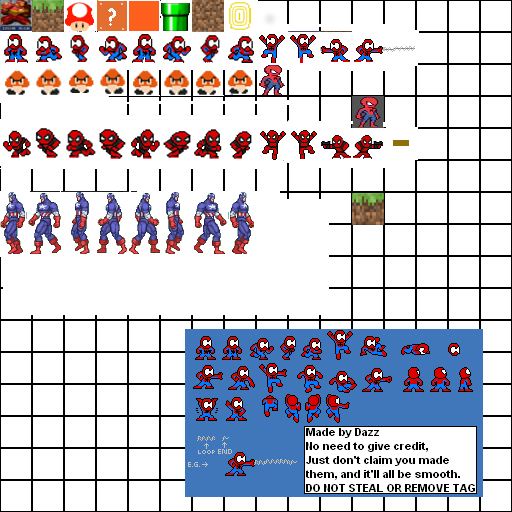 ?
LOOP END
E.G.→
Made by Dazz
No need to give credit,
Just don't claim you made
them, and it'll all be smooth.
DO NOT STEAL OR REMOVE TAG